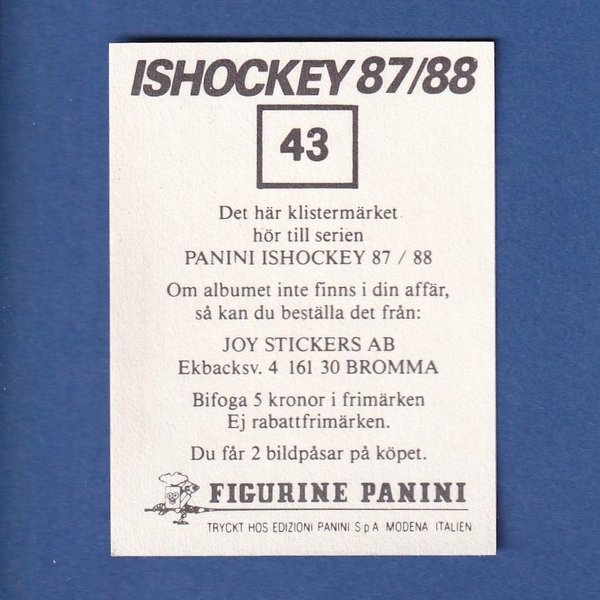 ISHOCKEY 87/88
43
Det här klistermärket
hör till serien
PANINI ISHOCKEY 87 / 88
Om albumet inte finns i din affär,
så kan du beställa det från:
JOY STICKERS AB
Ekbacksv. 4 161 30 BROMMA
Bifoga 5 kronor i frimärken
Ej rabattfrimärken.
Du får 2 bildpåsar på köpet.
FIGURINE PANINI
TRYCKT HOS EDIZIONI PANINI S p A MODENA ITALIEN